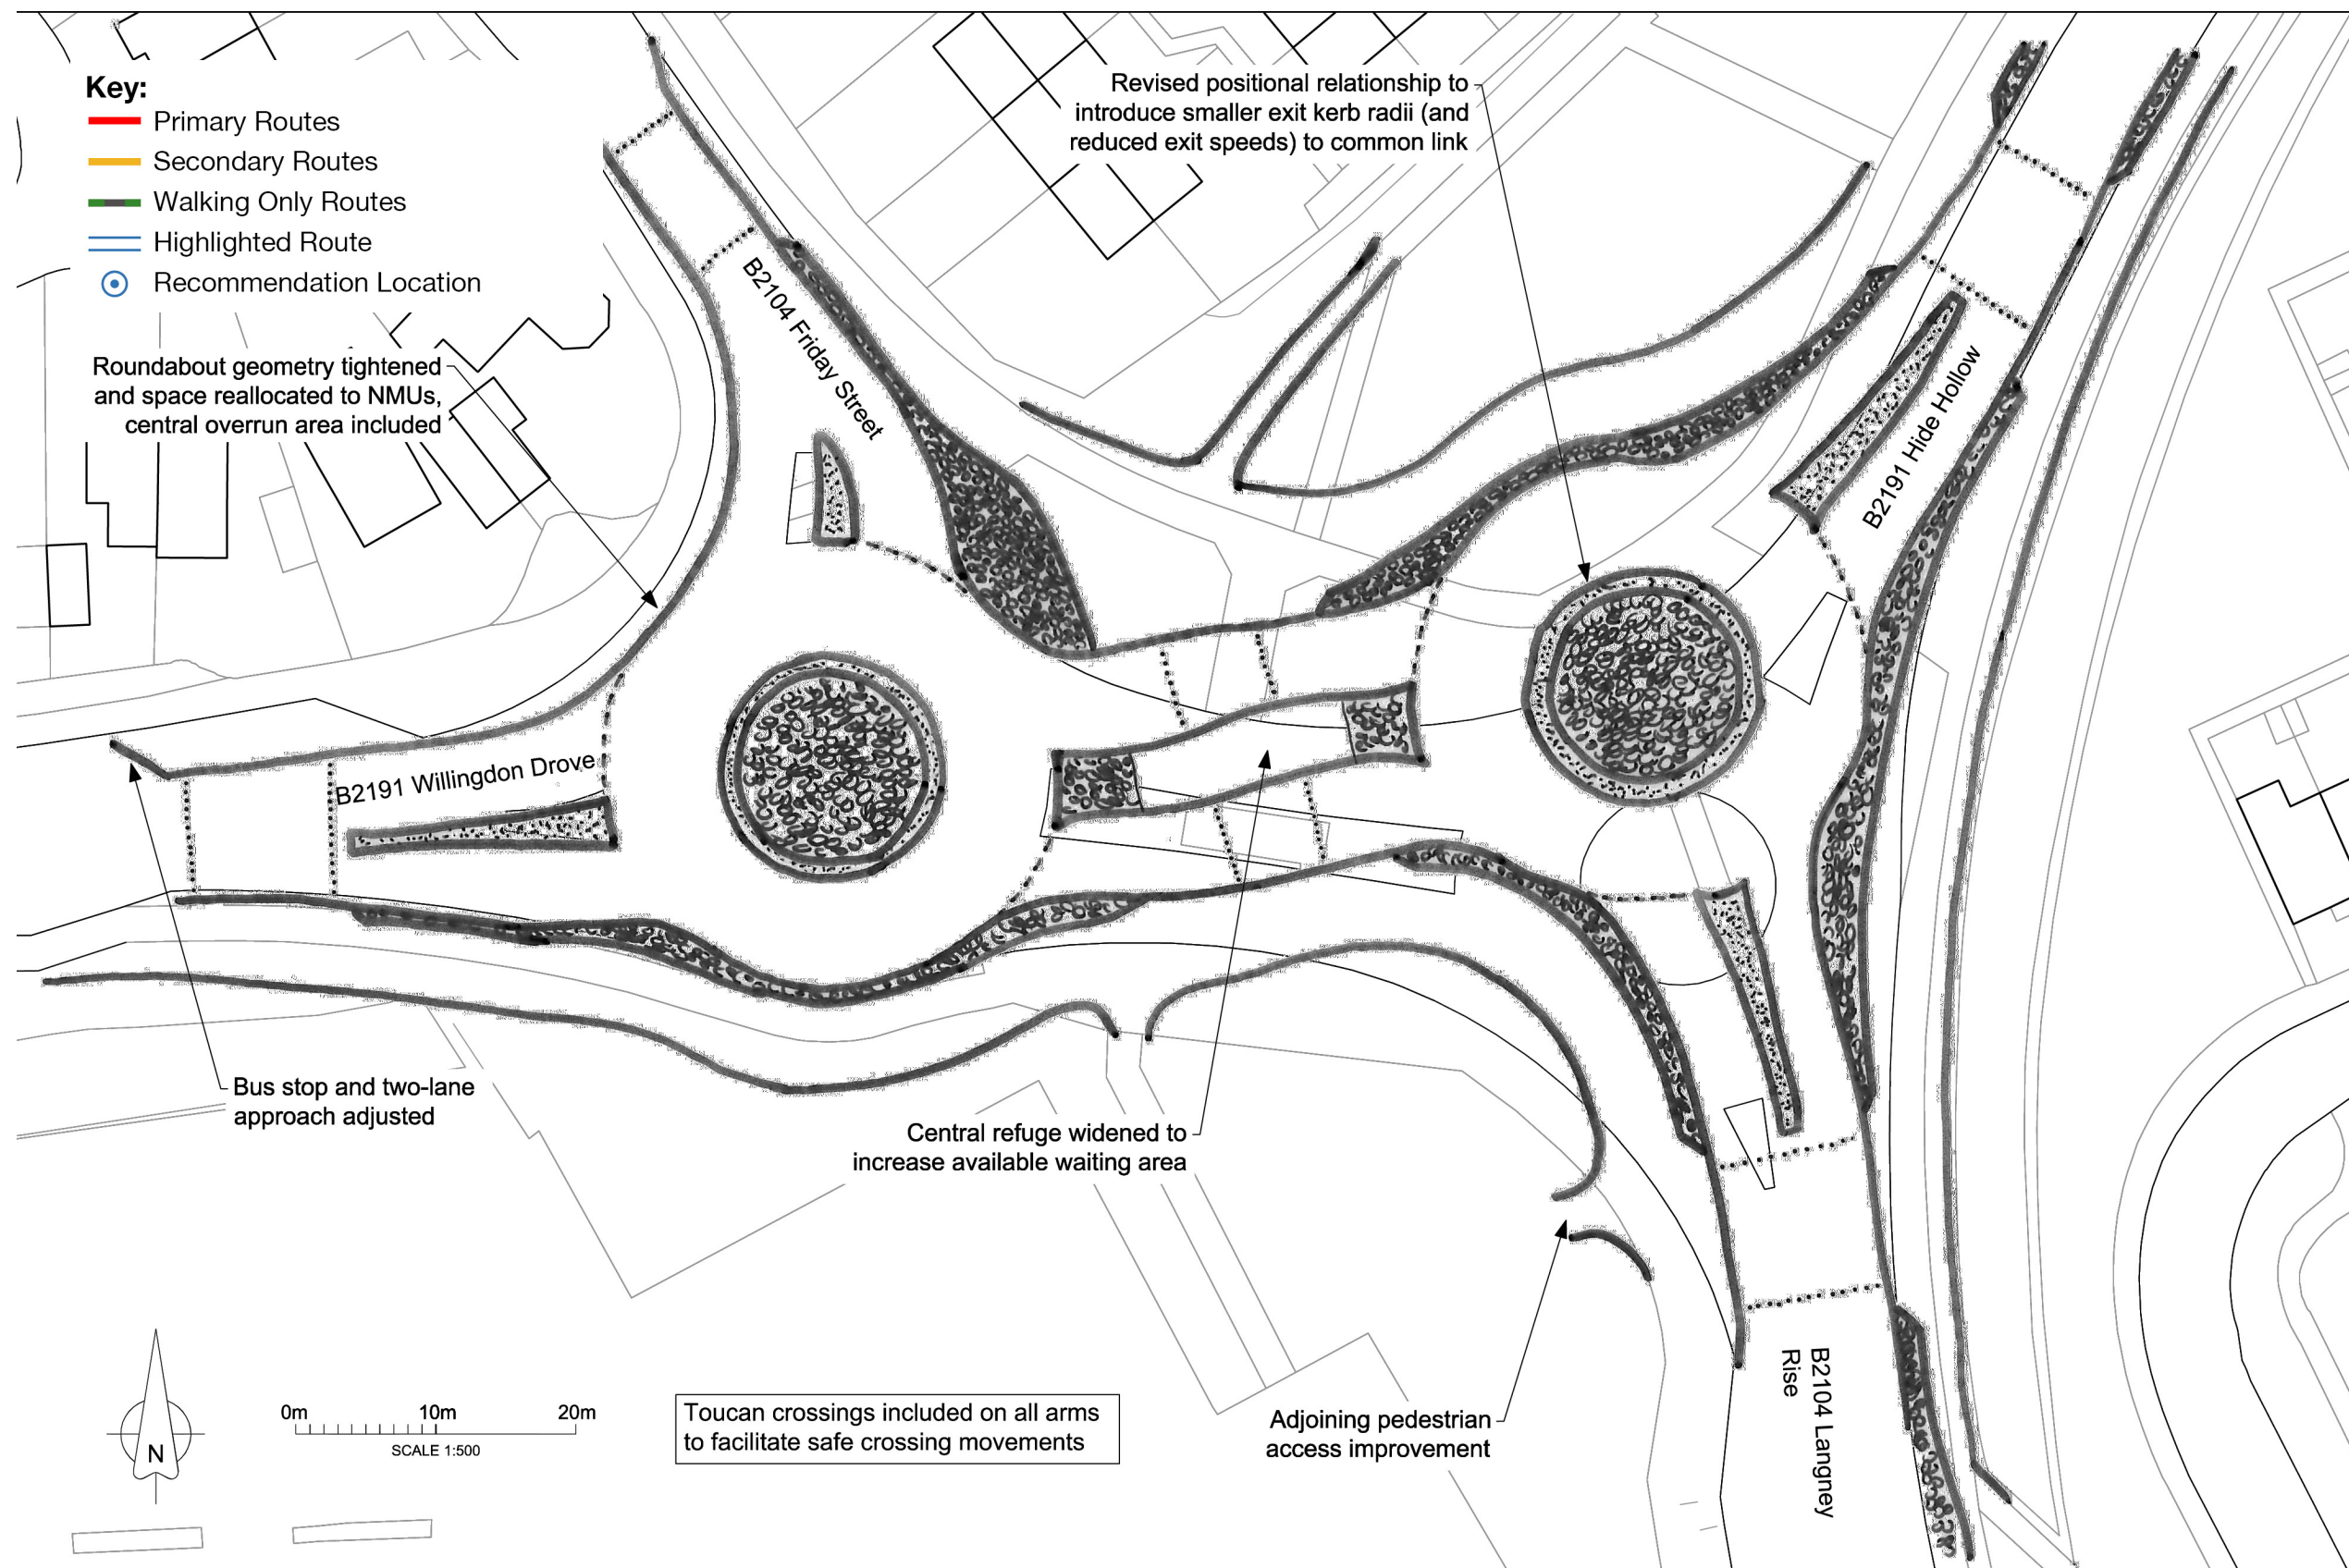 Key:
Primary Routes
Secondary Routes
Walking Only Routes
Highlighted Route
Recommendation Location
Revised positional relationship to
introduce smaller exit kerb radii (and
reduced exit speeds) to common link
Roundabout geometry tightened
and space reallocated to NMUs,
central overrun area included
B2104 Friday Street
B2191 Hide Hollow
B2191 Willingdon Drove
Bus stop and two-lane
approach adjusted
Central refuge widened to
increase available waiting area
Adjoining pedestrian
access improvement
B2104 Langney
Rise
Toucan crossings included on all arms
to facilitate safe crossing movements
0m 10m 20m
SCALE 1:500
N